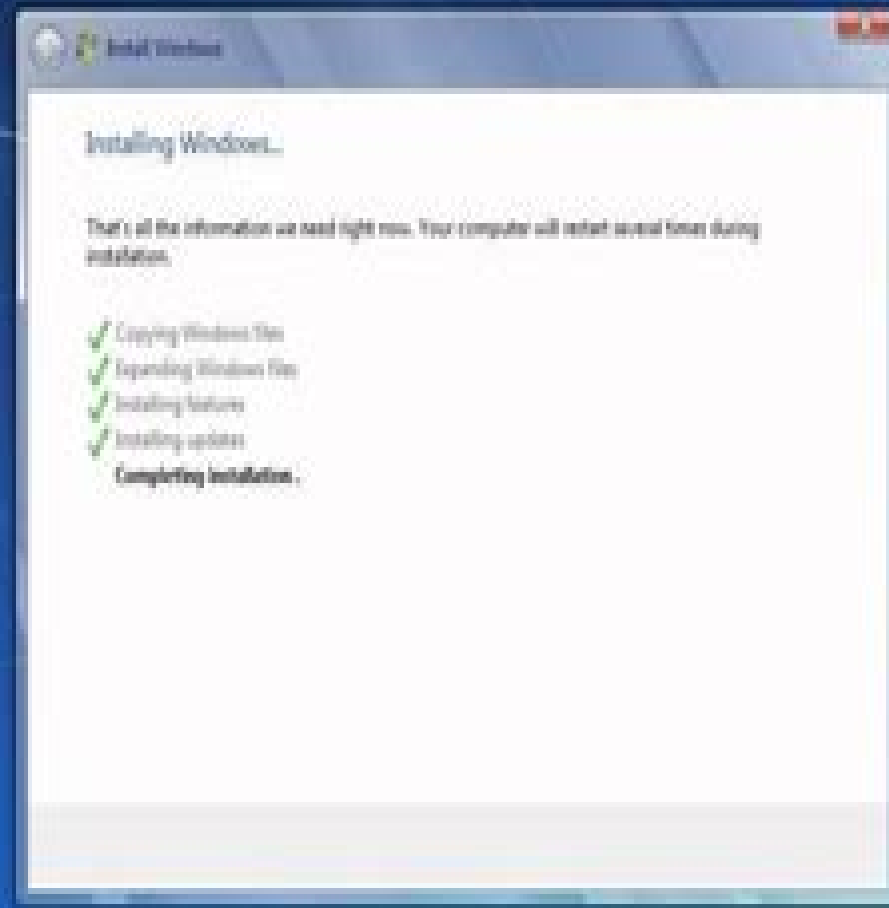 Install Windows
Installing Windows...
That's all the information we need right now. Your computer will restart several times during
installation.
Copying Windows files
Expanding Windows files
Installing features
Installing updates
Completing installation .